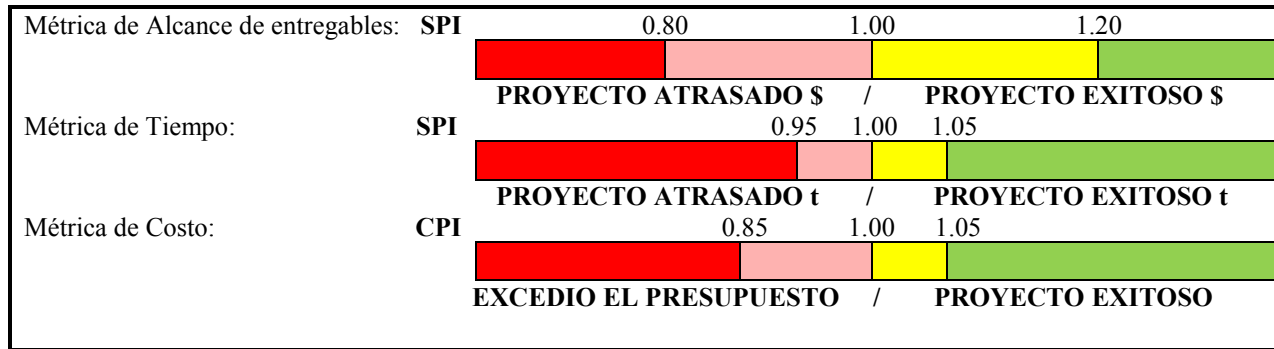 Métrica de Alcance de entregables: SPI 0.80 1.00 1.20
PROYECTO ATRASADO $ / PROYECTO EXITOSO $
Métrica de Tiempo: SPI 0.95 1.00 1.05
PROYECTO ATRASADO t / PROYECTO EXITOSO t
Métrica de Costo: CPI 0.85 1.00 1.05
EXCEDIO EL PRESUPUESTO / PROYECTO EXITOSO